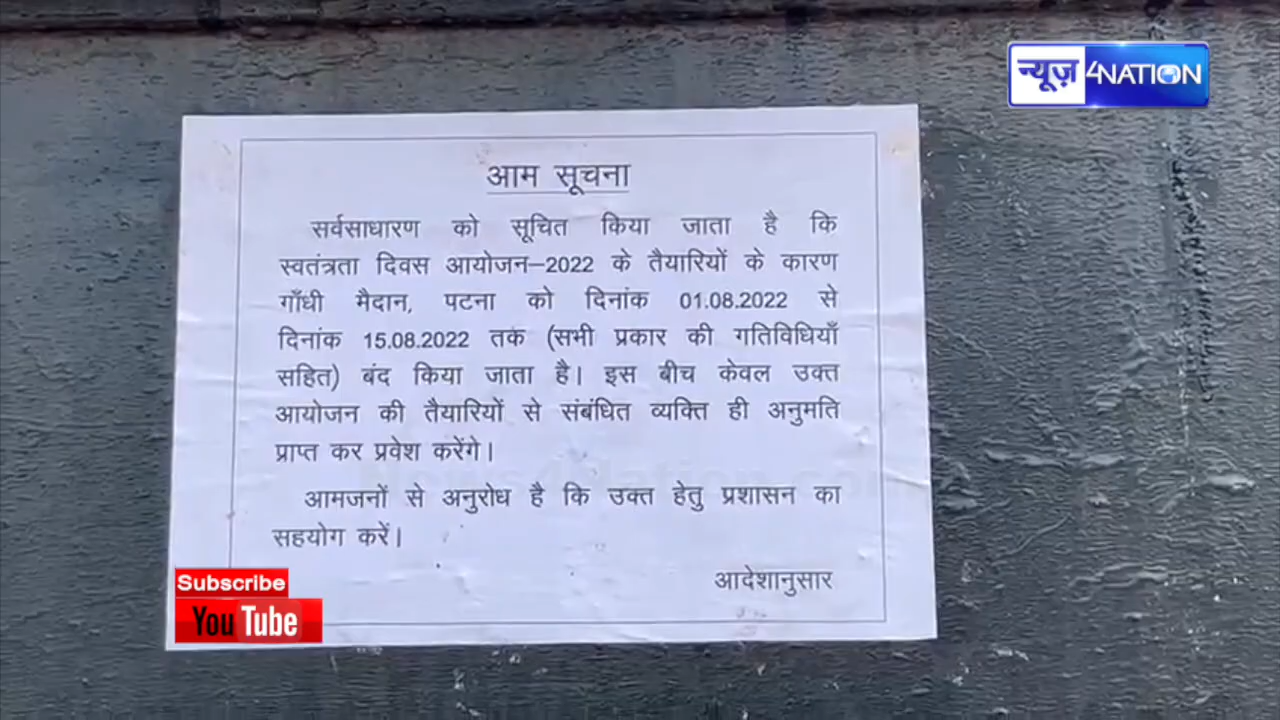 न्यूज़ 4NATION
आम सूचना
सर्वसाधारण को सूचित किया जाता है कि
स्वतंत्रता दिवस आयोजन–2022 के तैयारियों के कारण
गाँधी मैदान, पटना को दिनांक 01.08.2022 से
दिनांक 15.08.2022 तक (सभी प्रकार की गतिविधियाँ
सहित) बंद किया जाता है। इस बीच केवल उक्त
आयोजन की तैयारियों से संबंधित व्यक्ति ही अनुमति
प्राप्त कर प्रवेश करेंगे।
News4Nation.com
आमजनों से अनुरोध है कि उक्त हेतु प्रशासन का
सहयोग करें।
आदेशानुसार
Subscribe
YouTube